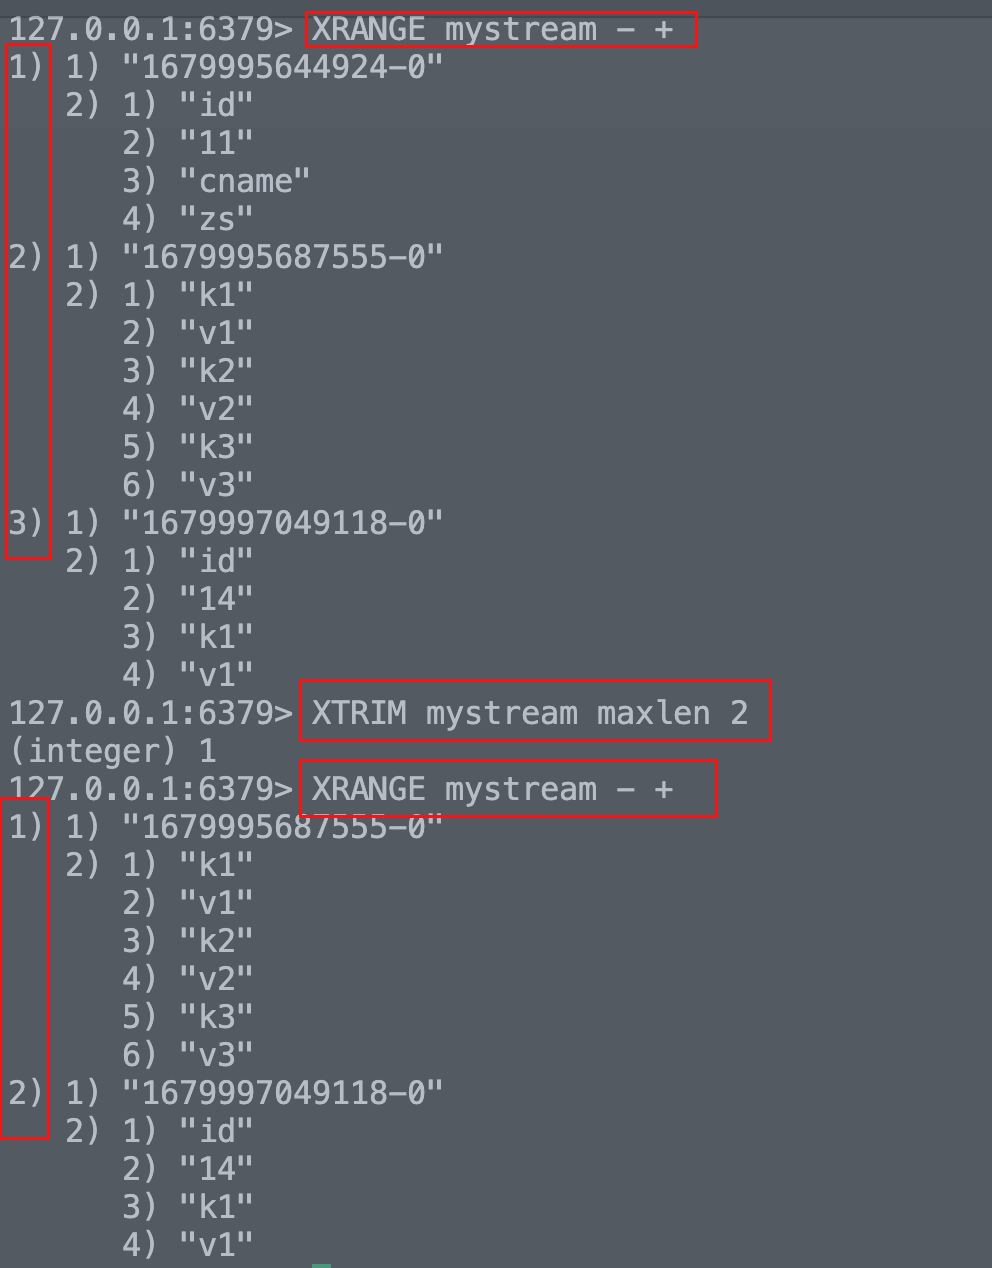 127.0.0.1:6379> XRANGE mystream - +
1) 1) "1679995644924-0"
   2) 1) "id"
      2) "11"
      3) "cname"
      4) "zs"
2) 1) "1679995687555-0"
   2) 1) "k1"
      2) "v1"
      3) "k2"
      4) "v2"
      5) "k3"
      6) "v3"
3) 1) "1679997049118-0"
   2) 1) "id"
      2) "14"
      3) "k1"
      4) "v1"
127.0.0.1:6379> XTRIM mystream maxlen 2
(integer) 1
127.0.0.1:6379> XRANGE mystream - +
1) 1) "1679995687555-0"
   2) 1) "k1"
      2) "v1"
      3) "k2"
      4) "v2"
      5) "k3"
      6) "v3"
2) 1) "1679997049118-0"
   2) 1) "id"
      2) "14"
      3) "k1"
      4) "v1"